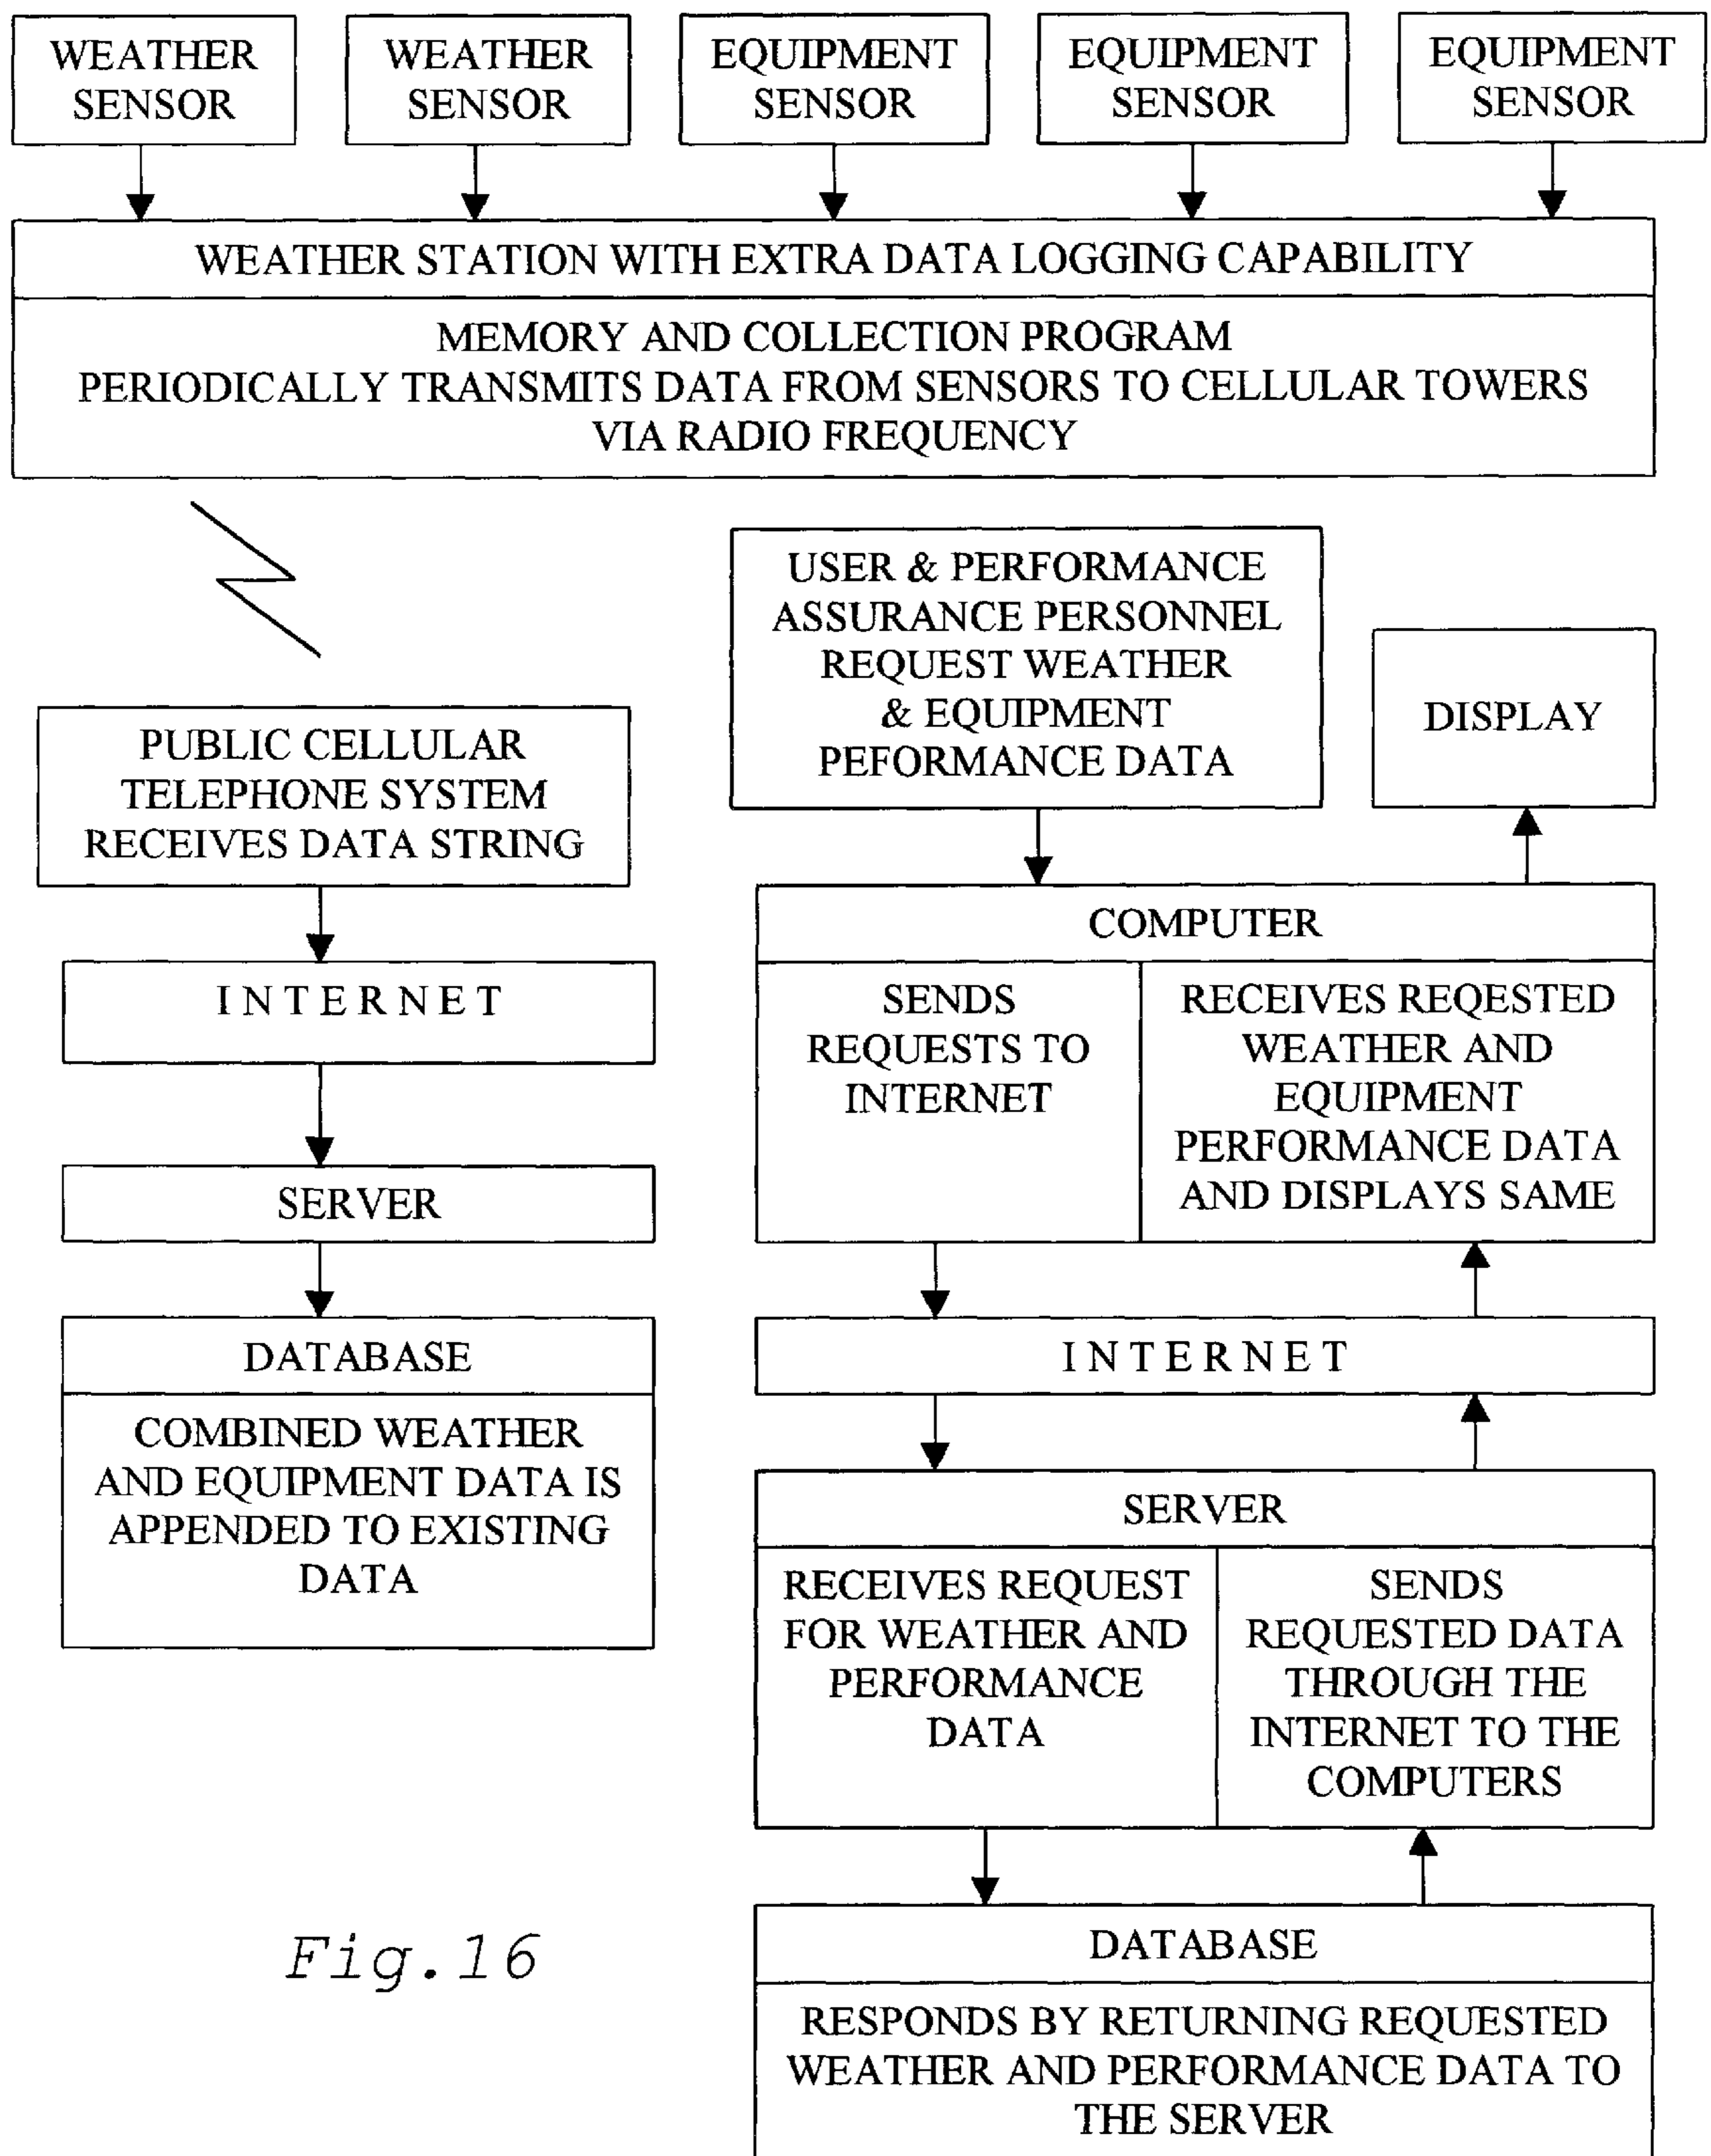 WEATHER
SENSOR
WEATHER
SENSOR
EQUIPMENT
SENSOR
EQUIPMENT
SENSOR
EQUIPMENT
SENSOR
WEATHER STATION WITH EXTRA DATA LOGGING CAPABILITY
MEMORY AND COLLECTION PROGRAM
PERIODICALLY TRANSMITS DATA FROM SENSORS TO CELLULAR TOWERS
VIA RADIO FREQUENCY
PUBLIC CELLULAR
TELEPHONE SYSTEM
RECEIVES DATA STRING
INTERNET
SERVER
DATABASE
COMBINED WEATHER
AND EQUIPMENT DATA IS
APPENDED TO EXISTING
DATA
USER & PERFORMANCE
ASSURANCE PERSONNEL
REQUEST WEATHER
& EQUIPMENT
PEFORMANCE DATA
DISPLAY
COMPUTER
SENDS
REQUESTS TO
INTERNET
RECEIVES REQESTED
WEATHER AND
EQUIPMENT
PERFORMANCE DATA
AND DISPLAYS SAME
INTERNET
SERVER
RECEIVES REQUEST
FOR WEATHER AND
PERFORMANCE
DATA
SENDS
REQUESTED DATA
THROUGH THE
INTERNET TO THE
COMPUTERS
DATABASE
RESPONDS BY RETURNING REQUESTED
WEATHER AND PERFORMANCE DATA TO
THE SERVER
Fig.16